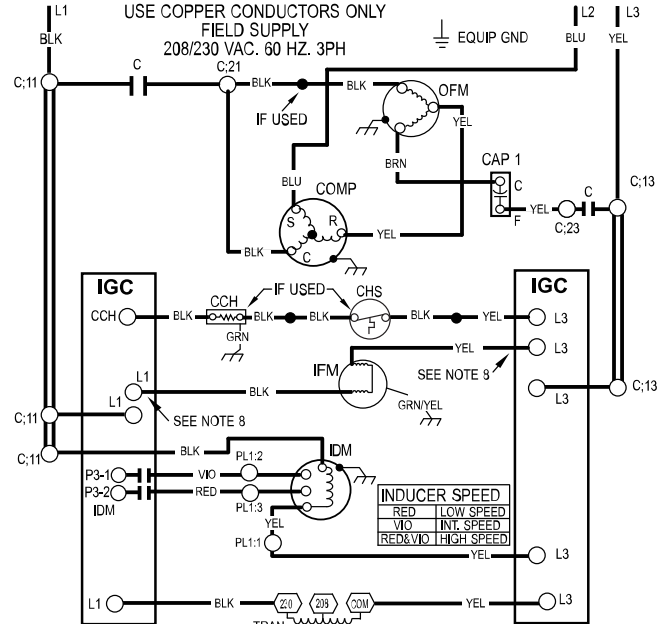 L1
USE COPPER CONDUCTORS ONLY
L2
L3
FIELD SUPPLY
BLK
EQUIP GND
BLU
YEL
208/230 VAC. 60 HZ. 3PH
C;11
C
C;21
BLK
BLK
OFM
IF USED
YEL
BRN
CAP 1
BLU
COMP
C
C;13
S
R
YEL
C
F
YEL
C;23
BLK
C
IGC
IGC
IF USED
CCH
CCH
CHS
BLK
BLK
BLK
BLK
YEL
L3
GRN
YEL
L3
IFM
SEE NOTE 8
L1
BLK
GRN/YEL
L3
C;13
C;11
L1
SEE NOTE 8
C;11
BLK
IDM
P3-1
VIO
PL1:2
P3-2
RED
IDM
PL1:3
INDUCER SPEED
RED LOW SPEED
VIO INT. SPEED
RED&VIO HIGH SPEED
YEL
PL1:1
YEL
L3
L1
BLK
230
208
COM
YEL
L3
TRAN